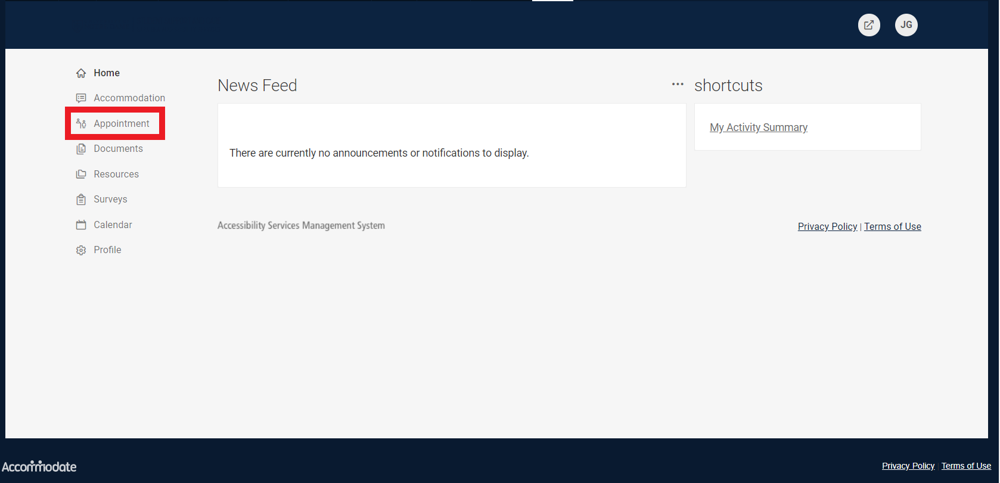 JG
Home
Accommodation
Appointment
Documents
Resources
Surveys
Calendar
Profile
News Feed
There are currently no announcements or notifications to display.
shortcuts
My Activity Summary
Accessibility Services Management System
Privacy Policy | Terms of Use
Accommodate
Privacy Policy | Terms of Use